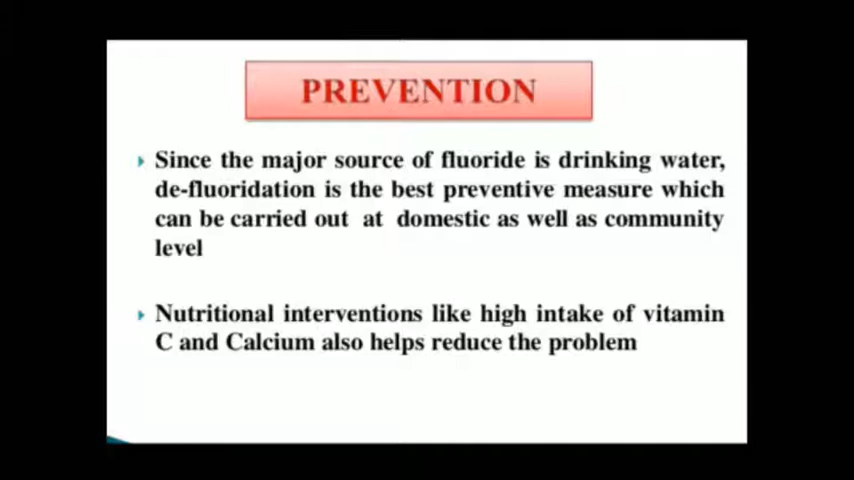 PREVENTION
Since the major source of fluoride is drinking water,
de-fluoridation is the best preventive measure which
can be carried out at domestic as well as community
level
Nutritional interventions like high intake of vitamin
C and Calcium also helps reduce the problem